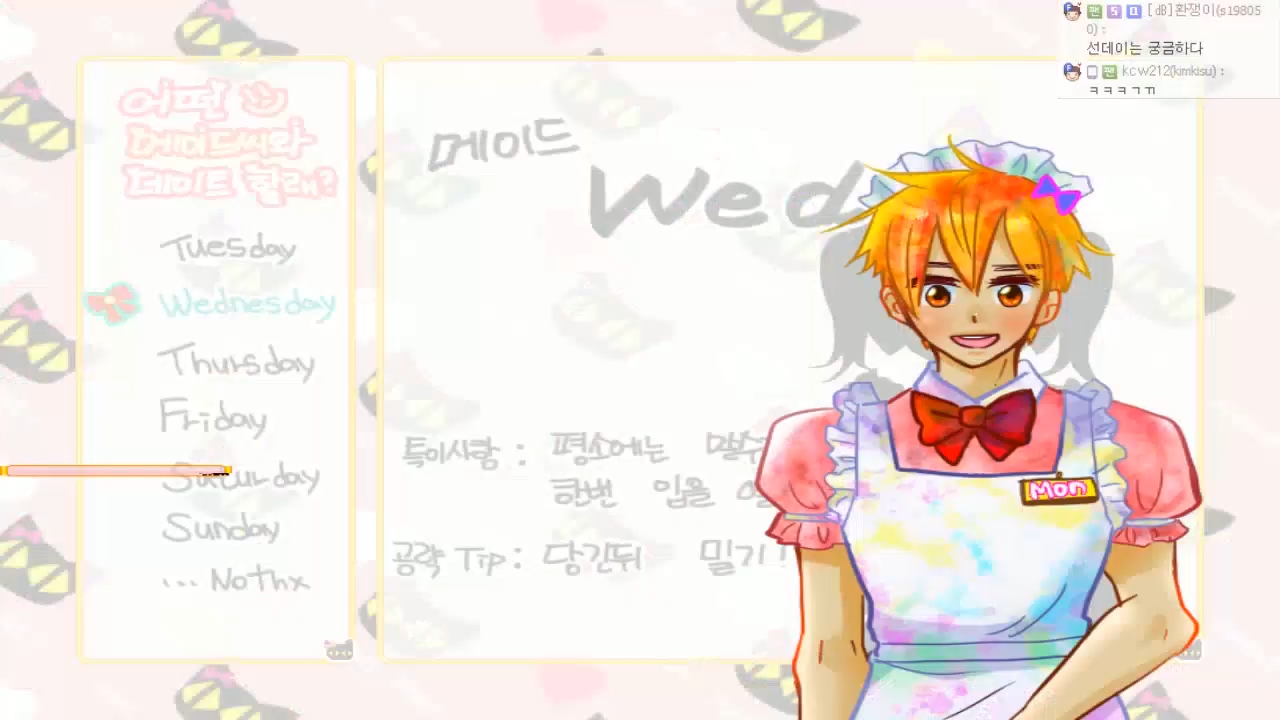 [dB]환쟁이(s19805
0) :
선데이는 궁금하다
kcw212(kimkisu) :
ㅋㅋㅋㄱㄲ
어떤
메이드씨와
데이트 할래?
Tuesday
Wednesday
Thursday
Friday
Saturday
Sunday
... Nothx
메이드
Wed
특이사항 : 평소에는 말수
한번 입을
공략 Tip : 당긴뒤 밀기!
Mon